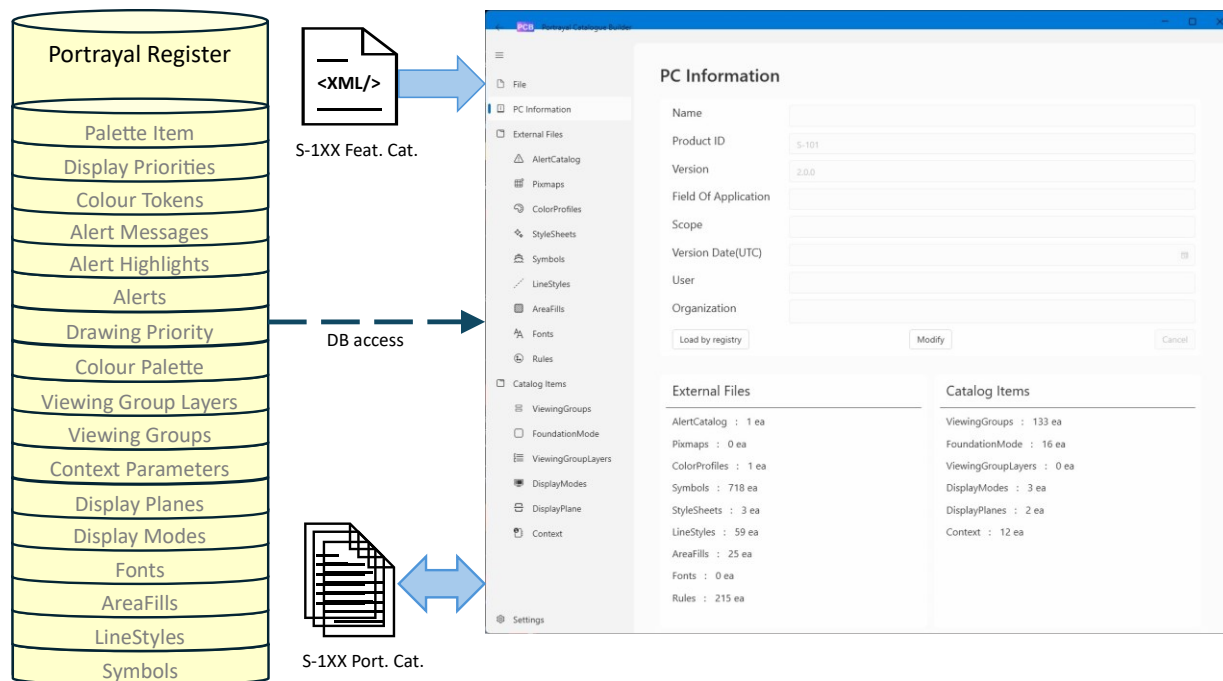 Portrayal Register
Palette Item
Display Priorities
Colour Tokens
Alert Messages
Alert Highlights
Alerts
Drawing Priority
Colour Palette
Viewing Group Layers
Viewing Groups
Context Parameters
Display Planes
Display Modes
Fonts
AreaFills
LineStyles
Symbols
<XML/>
S-1XX Feat. Cat.
DB access
S-1XX Port. Cat.
PCB Portrayal Catalogue Builder
File
PC Information
External Files
AlertCatalog
Pixmaps
ColorProfiles
StyleSheets
Symbols
LineStyles
AreaFills
Fonts
Rules
Catalog Items
ViewingGroups
FoundationMode
ViewingGroupLayers
DisplayModes
DisplayPlane
Context
Settings
PC Information
Name
Product ID S-101
Version 2.0.0
Field Of Application
Scope
Version Date(UTC)
User
Organization
Load by registry Modify Cancel
External Files
AlertCatalog : 1 ea
Pixmaps : 0 ea
ColorProfiles : 1 ea
Symbols : 718 ea
StyleSheets : 3 ea
LineStyles : 59 ea
AreaFills : 25 ea
Fonts : 0 ea
Rules : 215 ea
Catalog Items
ViewingGroups : 133 ea
FoundationMode : 16 ea
ViewingGroupLayers : 0 ea
DisplayModes : 3 ea
DisplayPlanes : 2 ea
Context : 12 ea